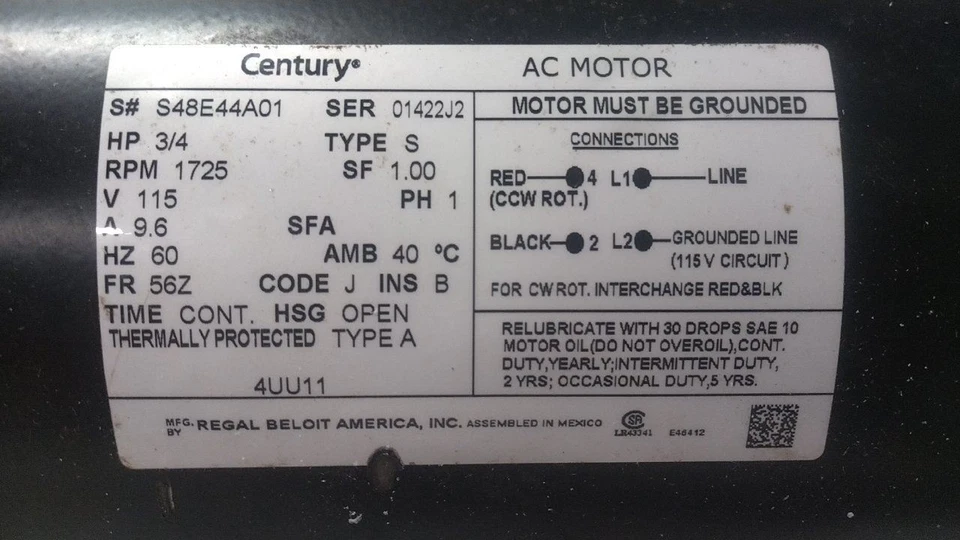 Century® AC MOTOR
S# S48E44A01 SER 01422J2
HP 3/4 TYPE S
RPM 1725 SF 1.00
V 115 PH 1
A 9.6 SFA
HZ 60 AMB 40 °C
FR 56Z CODE J INS B
TIME CONT. HSG OPEN
THERMALLY PROTECTED TYPE A
4UU11
MOTOR MUST BE GROUNDED
CONNECTIONS
RED 4 L1 LINE
(CCW ROT.)
BLACK 2 L2 GROUNDED LINE
(115V CIRCUIT)
FOR CW ROT. INTERCHANGE RED&BLK
RELUBRICATE WITH 30 DROPS SAE 10
MOTOR OIL(DO NOT OVEROIL),CONT.
DUTY,YEARLY;INTERMITTENT DUTY,
2 YRS; OCCASIONAL DUTY,5 YRS.
MFG. BY REGAL BELOIT AMERICA, INC. ASSEMBLED IN MEXICO SA LR43341 E46412